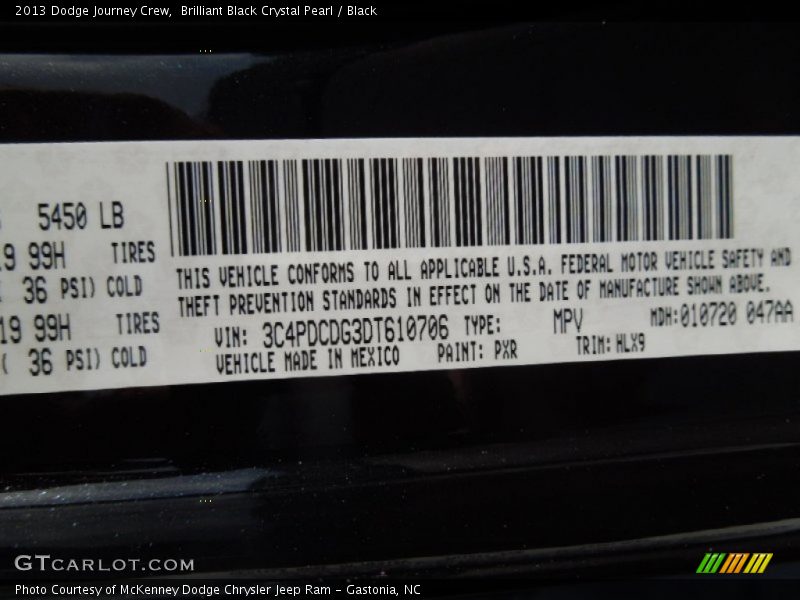 2013 Dodge Journey Crew,  Brilliant Black Crystal Pearl / Black
5450 LB
19 99H TIRES
36 PSI) COLD
19 99H TIRES
( 36 PSI) COLD
THIS VEHICLE CONFORMS TO ALL APPLICABLE U.S.A. FEDERAL MOTOR VEHICLE SAFETY AND
THEFT PREVENTION STANDARDS IN EFFECT ON THE DATE OF MANUFACTURE SHOWN ABOVE.
VIN: 3C4PDCDG3DT610706 TYPE: MPV MDH:010720 047AA
VEHICLE MADE IN MEXICO PAINT: PXR TRIM: HLX9
GTCARLOT.COM
Photo Courtesy of McKenney Dodge Chrysler Jeep Ram – Gastonia, NC